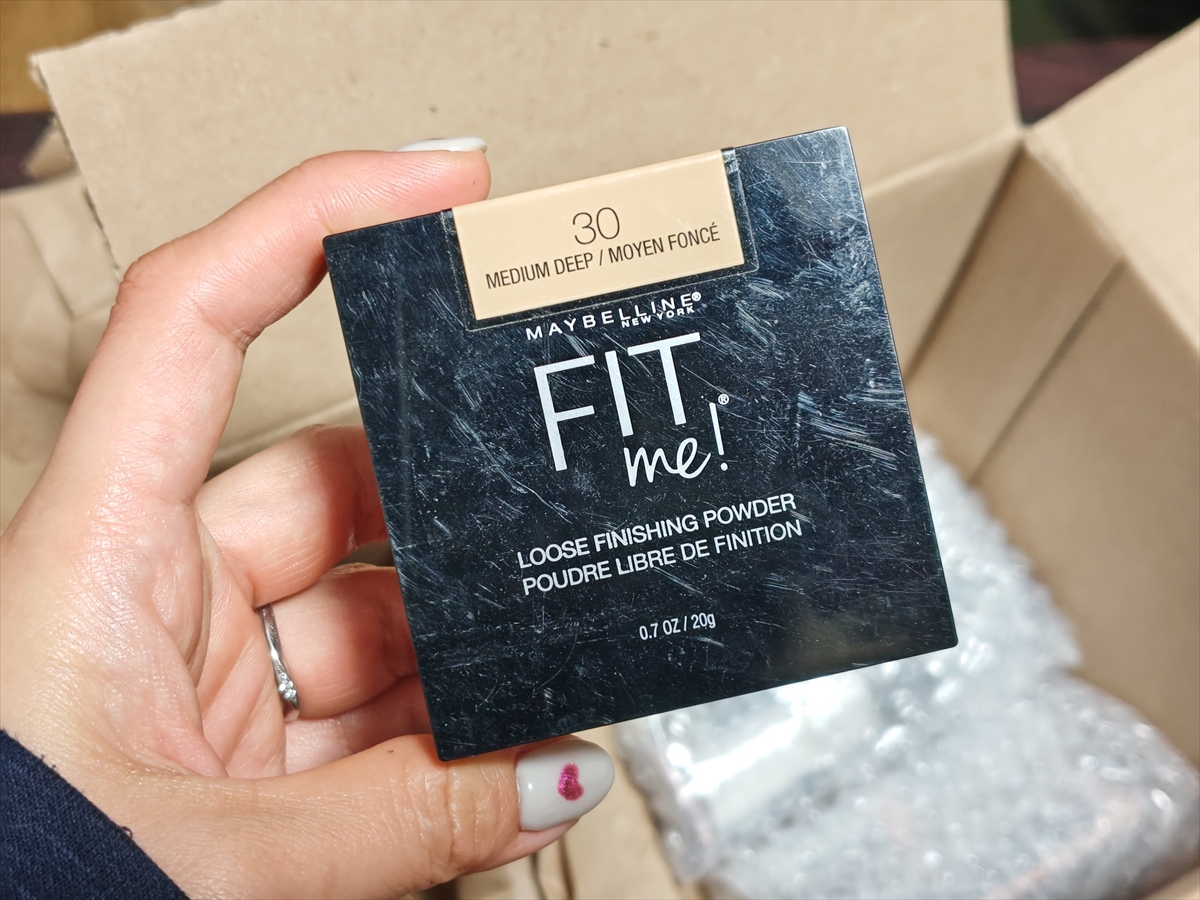 30
MEDIUM DEEP / MOYEN FONCÉ
MAYBELLINE®
NEW YORK
FIT
me!®
LOOSE FINISHING POWDER
POUDRE LIBRE DE FINITION
0.7 OZ / 20g